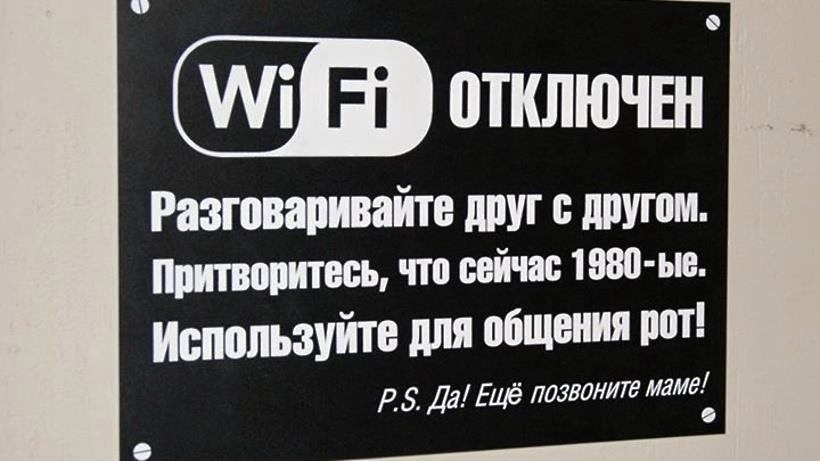 WiFi ОТКЛЮЧЕН
Разговаривайте друг с другом.
Притворитесь, что сейчас 1980-ые.
Используйте для общения рот!
P.S. Да! Ещё позвоните маме!